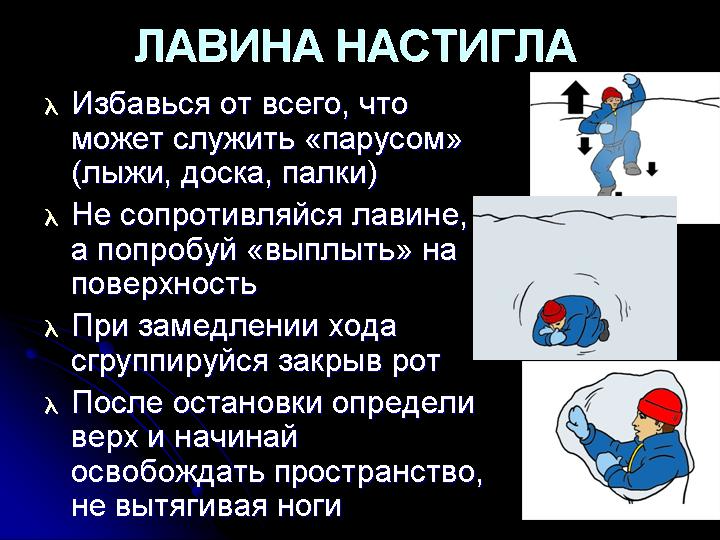 ЛАВИНА НАСТИГЛА
λ Избавься от всего, что
может служить «парусом»
(лыжи, доска, палки)
λ Не сопротивляйся лавине,
а попробуй «выплыть» на
поверхность
λ При замедлении хода
сгруппируйся закрыв рот
λ После остановки определи
верх и начинай
освобождать пространство,
не вытягивая ноги